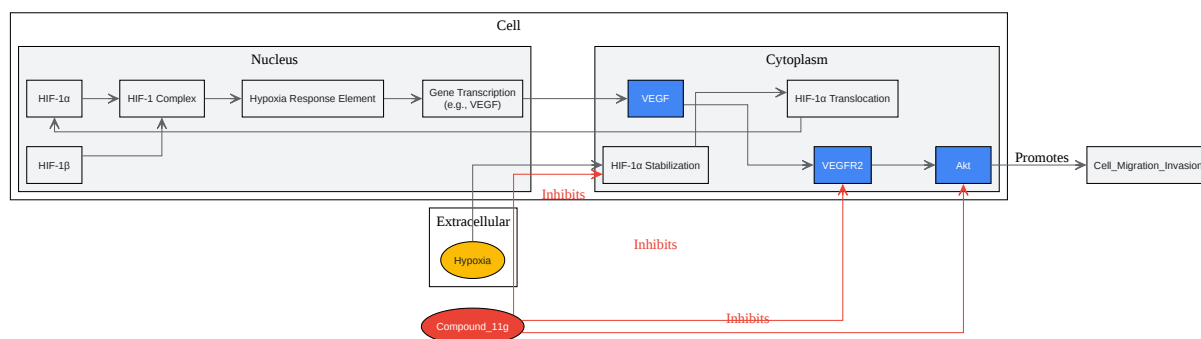 Cell
Nucleus
Cytoplasm
HIF-1α
HIF-1 Complex
Hypoxia Response Element
Gene Transcription
(e.g., VEGF)
VEGF
HIF-1α Translocation
HIF-1β
HIF-1α Stabilization
VEGFR2
Akt
Promotes
Cell_Migration_Invasion
Inhibits
Extracellular
Inhibits
Hypoxia
Inhibits
Compound_11g